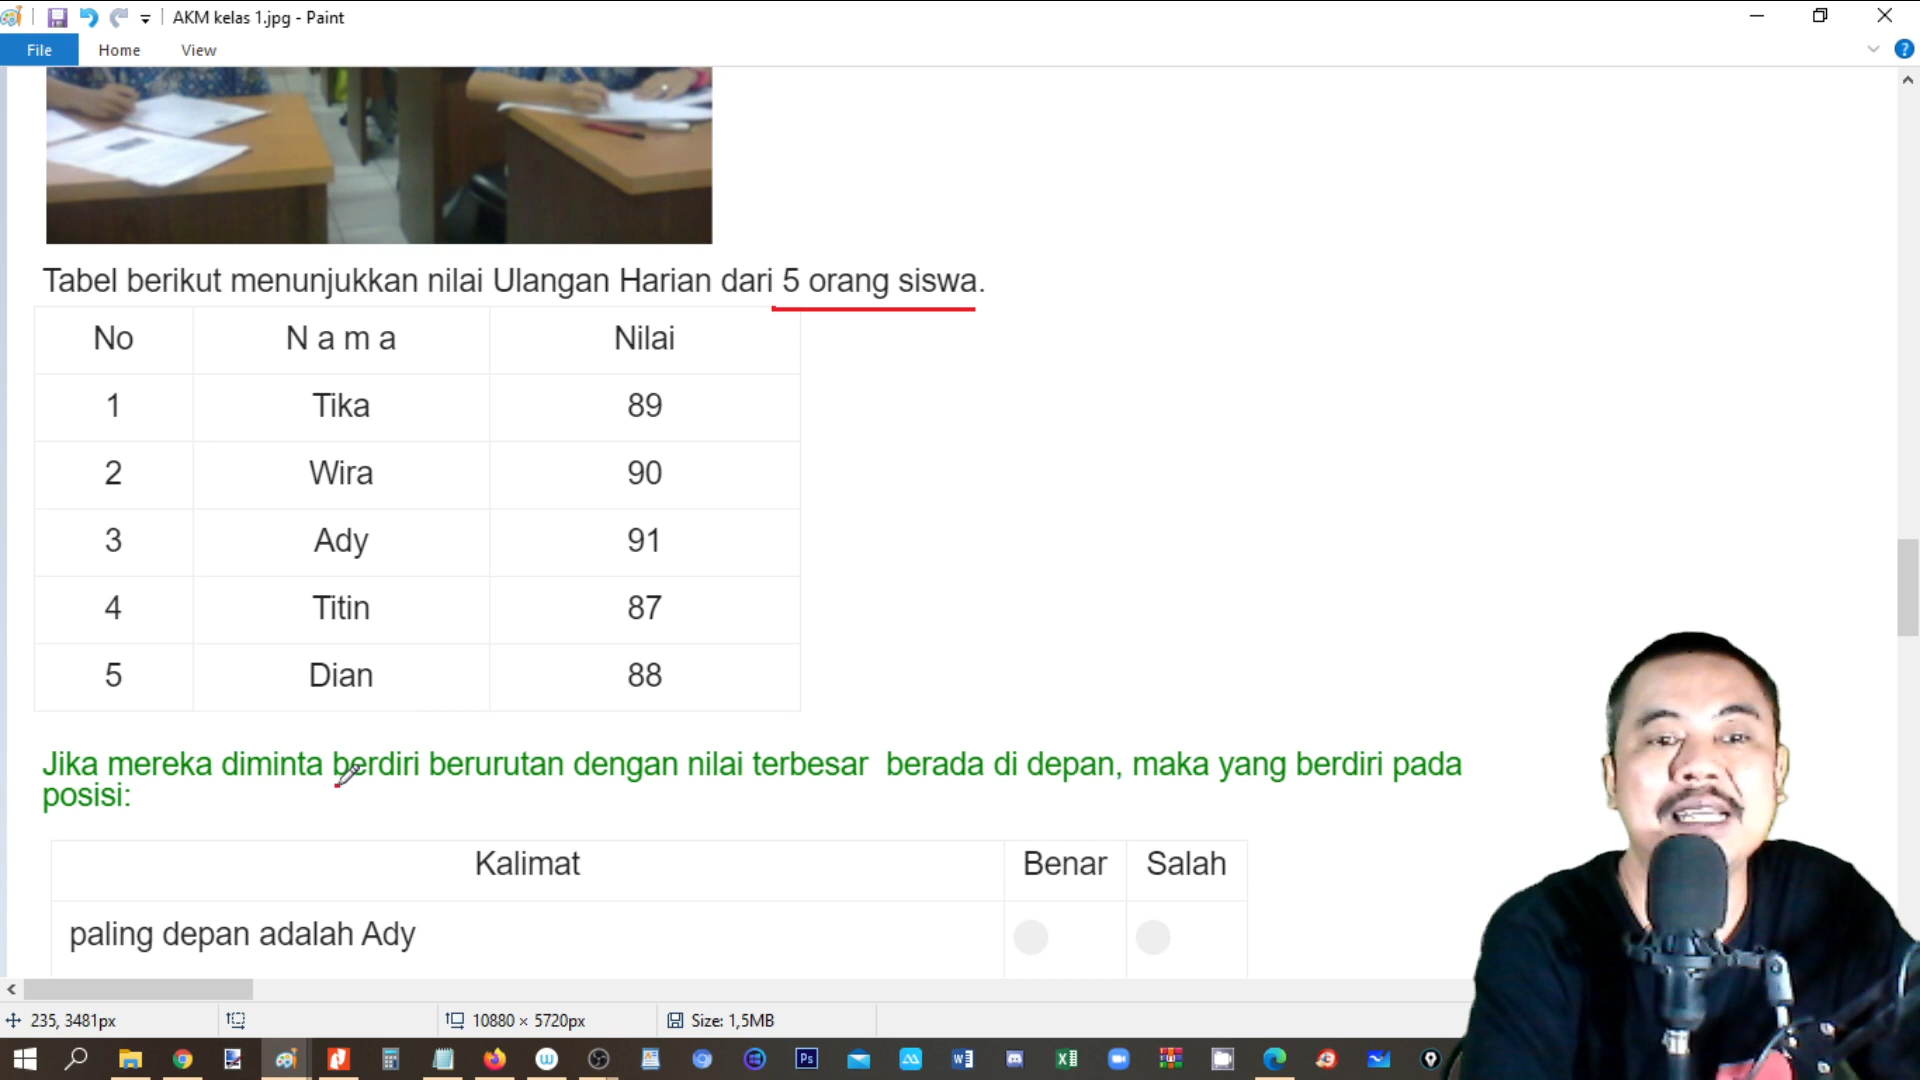 AKM kelas 1.jpg - Paint
File Home View
Tabel berikut menunjukkan nilai Ulangan Harian dari 5 orang siswa.
No N a m a Nilai
1 Tika 89
2 Wira 90
3 Ady 91
4 Titin 87
5 Dian 88
Jika mereka diminta berdiri berurutan dengan nilai terbesar berada di depan, maka yang berdiri pada
posisi:
Kalimat Benar Salah
paling depan adalah Ady
235, 3481px 10880 × 5720px Size: 1,5MB